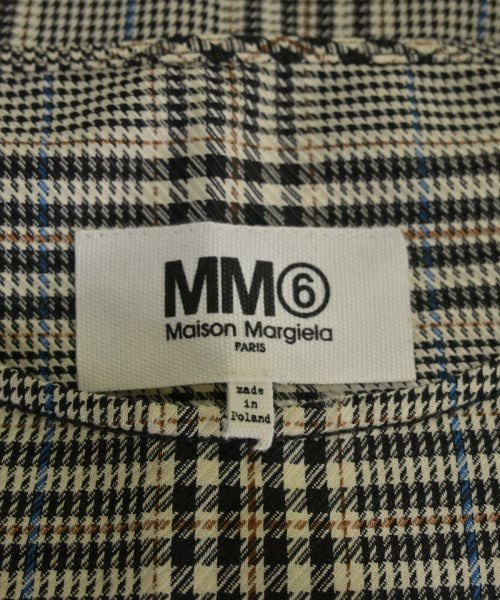 MM⑥
Maison Margiela
PARIS
made
in
Poland